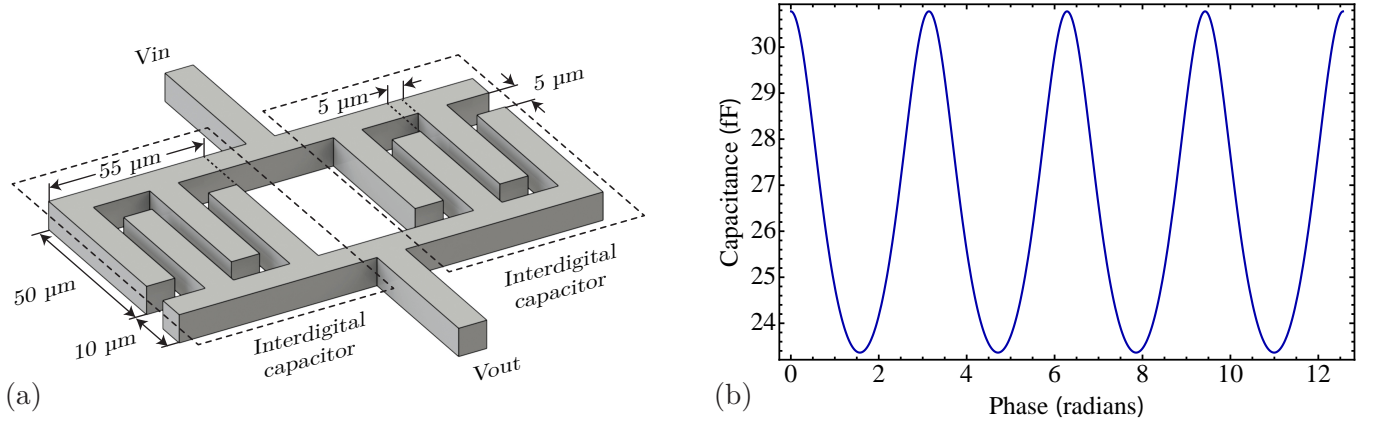 Vin
5 µm
5 µm
55 µm
50 µm
10 µm
Interdigital
capacitor
Interdigital
capacitor
Vout
(a)
30
29
28
27
26
25
24
Capacitance (fF)
0 2 4 6 8 10 12
Phase (radians)
(b)